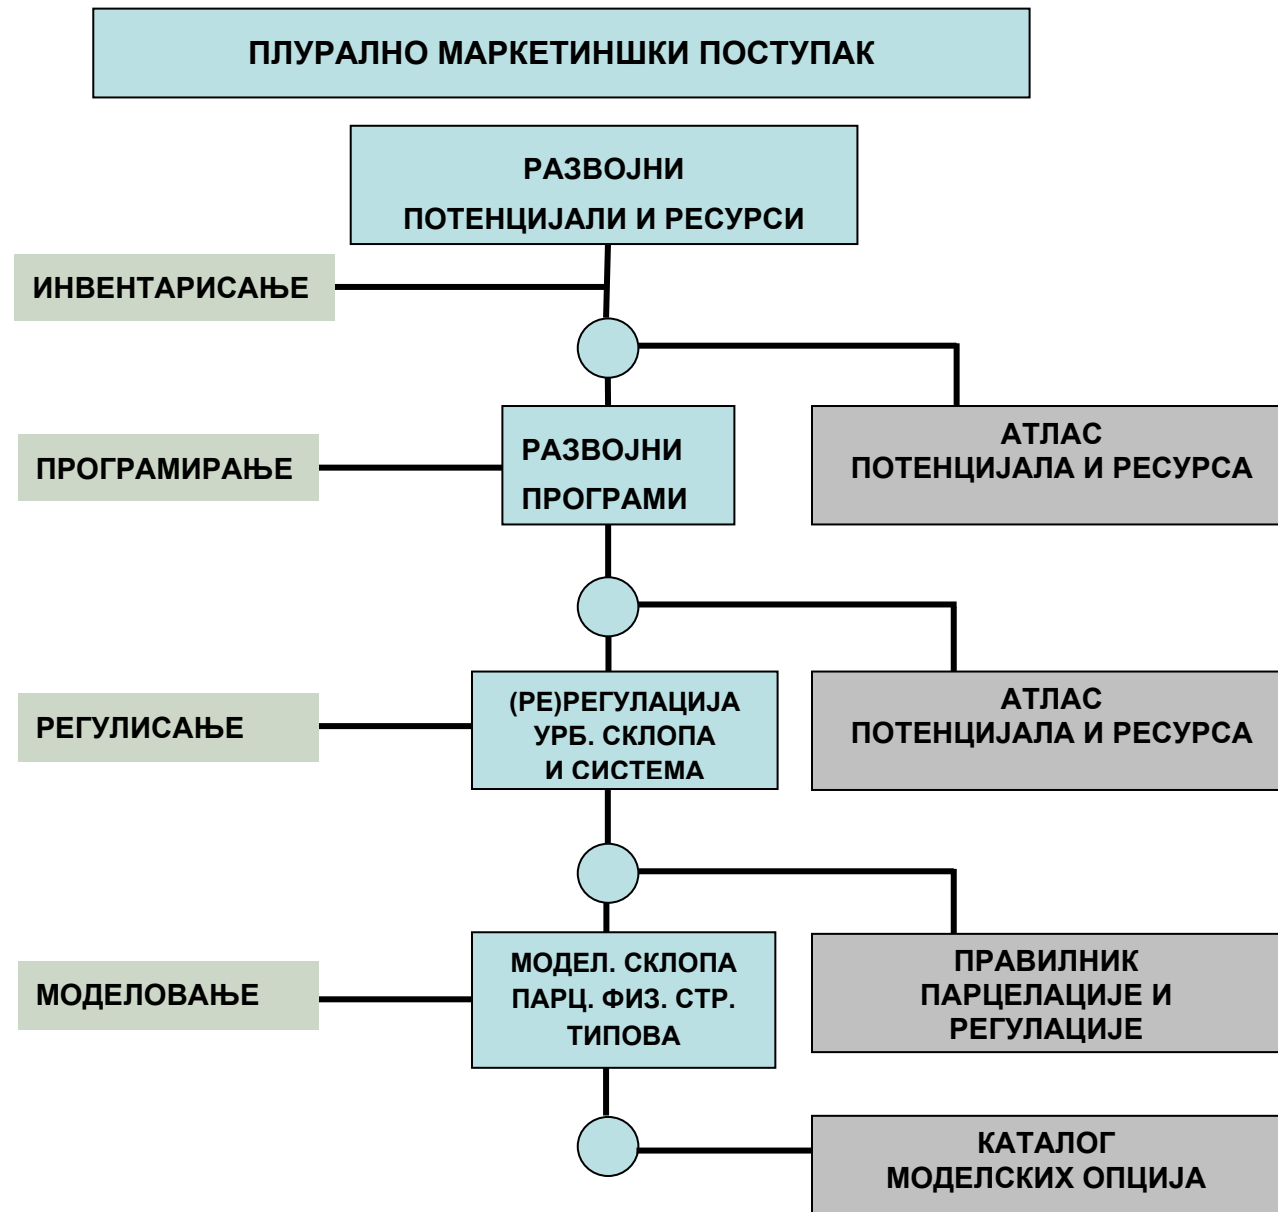 ПЛУРАЛНО МАРКЕТИНШКИ ПОСТУПАК
РАЗВОЈНИ
ПОТЕНЦИЈАЛИ И РЕСУРСИ
ИНВЕНТАРИСАЊЕ
ПРОГРАМИРАЊЕ
РАЗВОЈНИ
ПРОГРАМИ
АТЛАС
ПОТЕНЦИЈАЛА И РЕСУРСА
РЕГУЛИСАЊЕ
(РЕ)РЕГУЛАЦИЈА
УРБ. СКЛОПА
И СИСТЕМА
АТЛАС
ПОТЕНЦИЈАЛА И РЕСУРСА
МОДЕЛОВАЊЕ
МОДЕЛ. СКЛОПА
ПАРЦ. ФИЗ. СТР.
ТИПОВА
ПРАВИЛНИК
ПАРЦЕЛАЦИЈЕ И
РЕГУЛАЦИЈЕ
КАТАЛОГ
МОДЕЛСКИХ ОПЦИЈА